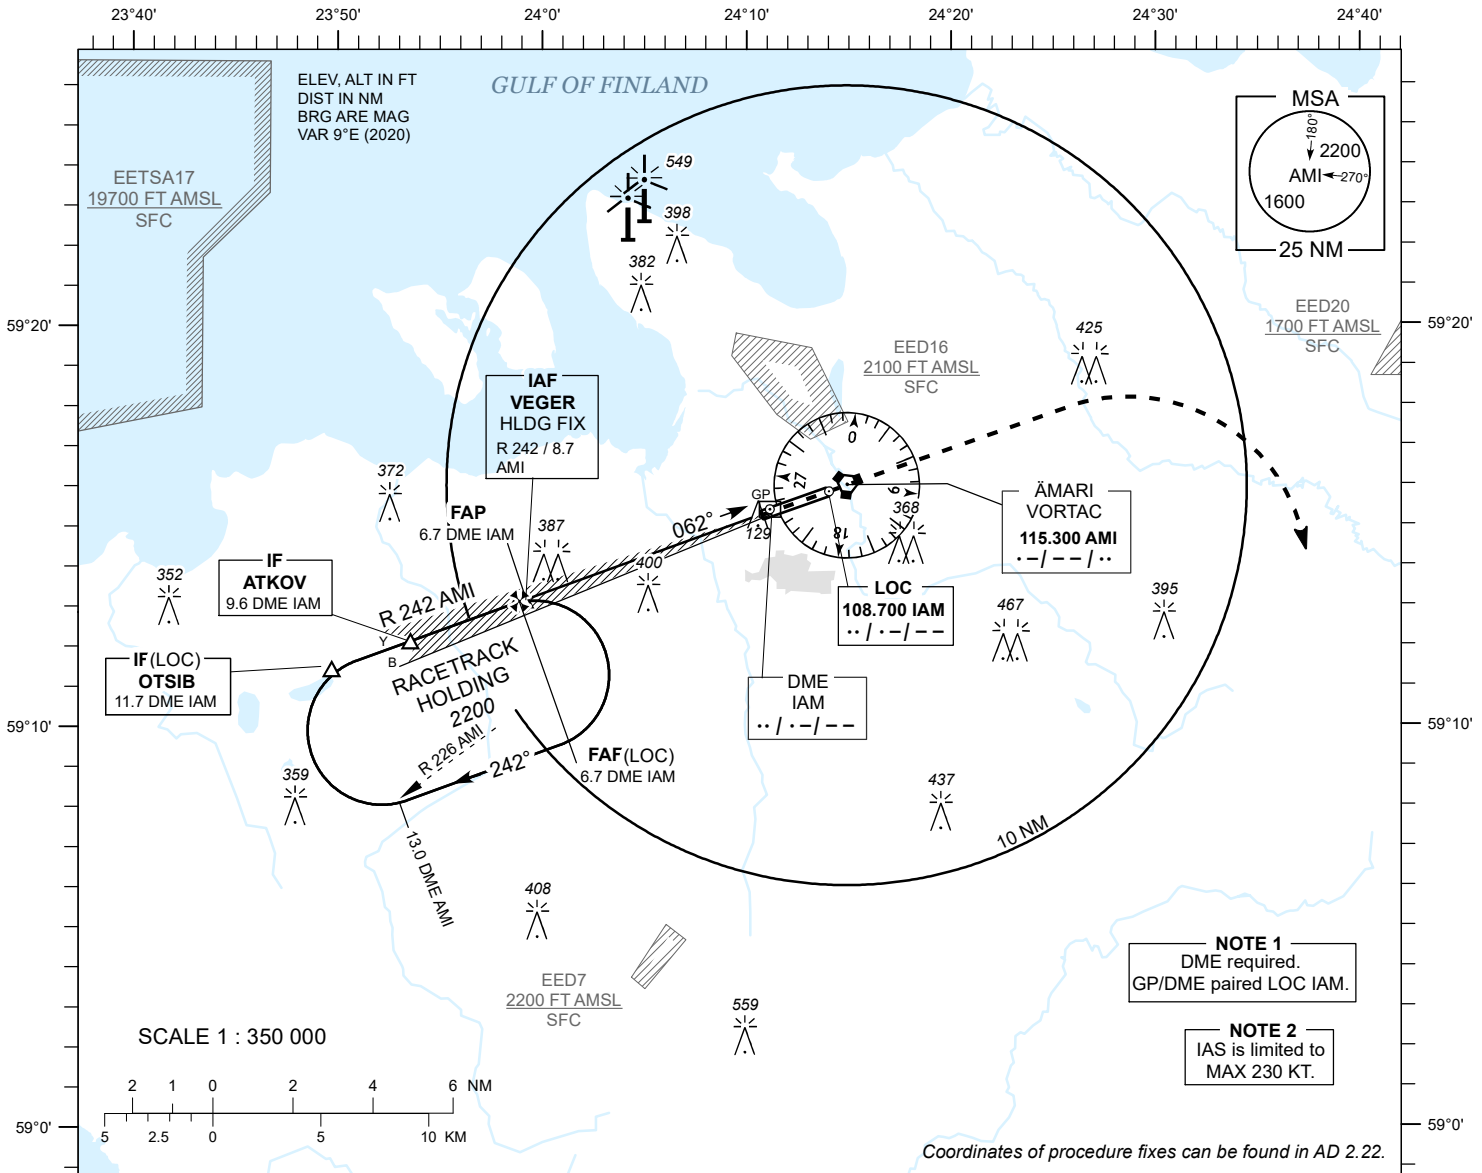 23°40' 23°50' 24°0' 24°10' 24°20' 24°30' 24°40'
ELEV, ALT IN FT
DIST IN NM
BRG ARE MAG
VAR 9°E (2020)
GULF OF FINLAND
MSA
180°
2200
AMI
270°
1600
25 NM
EETSA17
19700 FT AMSL
SFC
549
398
382
EED20
1700 FT AMSL
SFC
59°20'
59°20'
425
EED16
2100 FT AMSL
SFC
IAF
VEGER
HLDG FIX
R 242 / 8.7
AMI
0
27
9
18
372
FAP
6.7 DME IAM
387
062°
GP
129
368
ÄMARI
VORTAC
115.300 AMI
·–/––/··
IF
ATKOV
9.6 DME IAM
352
R 242 AMI
400
LOC
108.700 IAM
··/·–/––
467
395
Y
B
IF(LOC)
OTSIB
11.7 DME IAM
RACETRACK
HOLDING
2200
R 226 AMI
242°
DME
IAM
··/·–/––
59°10'
59°10'
FAF(LOC)
6.7 DME IAM
359
437
10 NM
13.0 DME AMI
408
EED7
2200 FT AMSL
SFC
559
NOTE 1
DME required.
GP/DME paired LOC IAM.
NOTE 2
IAS is limited to
MAX 230 KT.
SCALE 1 : 350 000
2 1 0 2 4 6 NM
5 2.5 0 5 10 KM
59°0'
59°0'
Coordinates of procedure fixes can be found in AD 2.22.